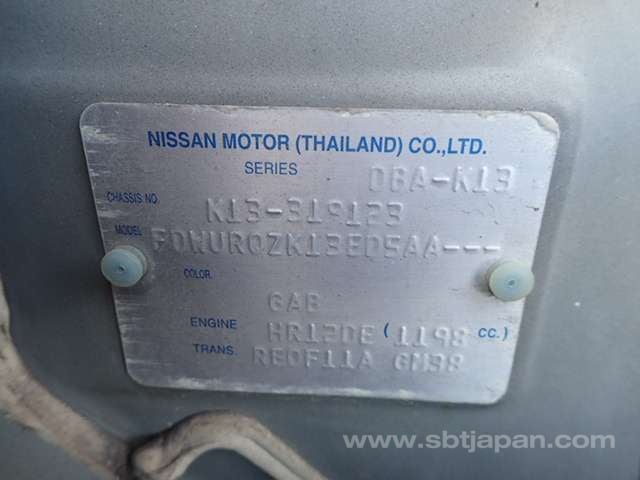 NISSAN MOTOR (THAILAND) CO.,LTD.
SERIES DBA-K13
CHASSIS NO. K13-319123
MODEL FDWURQZK13ED5AA---
COLOR
GAB
ENGINE HR12DE (1198 CC.)
TRANS. RE0F11A GM38
www.sbtjapan.com